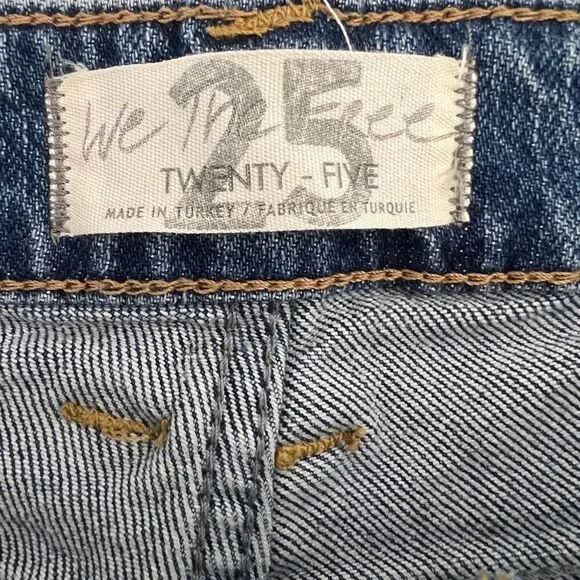 25
We The Free
TWENTY - FIVE
MADE IN TURKEY / FABRIQUE EN TURQUIE